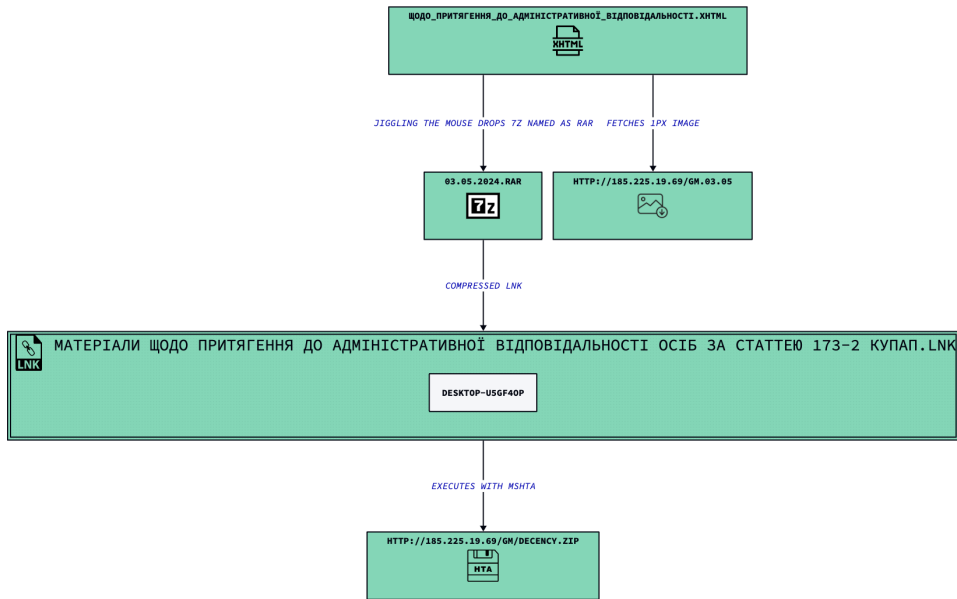 ЩОДО_ПРИТЯГЕННЯ_ДО_АДМІНІСТРАТИВНОЇ_ВІДПОВІДАЛЬНОСТІ.XHTML
XHTML
JIGGLING THE MOUSE DROPS 7Z NAMED AS RAR
FETCHES 1PX IMAGE
03.05.2024.RAR
7z
HTTP://185.225.19.69/GM.03.05
COMPRESSED LNK
LNK
МАТЕРІАЛИ ЩОДО ПРИТЯГЕННЯ ДО АДМІНІСТРАТИВНОЇ ВІДПОВІДАЛЬНОСТІ ОСІБ ЗА СТАТТЕЮ 173-2 КУПАП.LNK
DESKTOP-U5GF4OP
EXECUTES WITH MSHTA
HTTP://185.225.19.69/GM/DECENCY.ZIP
HTA